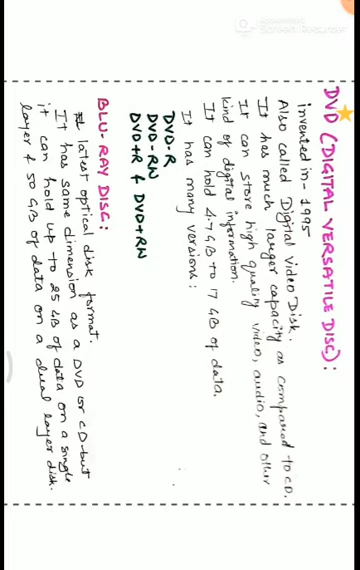 Screen Recorder
DVD (DIGITAL VERSATILE DISC) :
invented in - 1995
Also called Digital Video Disk.
It has much larger capacity as compared to CD.
It can store high quality video, audio, and other
kind of digital information.
It can hold 4.7 GB to 17 GB of data.
It has many versions :
DVD-R
DVD-RW
DVD+R & DVD+RW
BLU-RAY DISC :
latest optical disk format.
It has same dimension as a DVD or CD but
it can hold up to 25 GB of data on a single
layer & 50 GB of data on a dual layer disk.